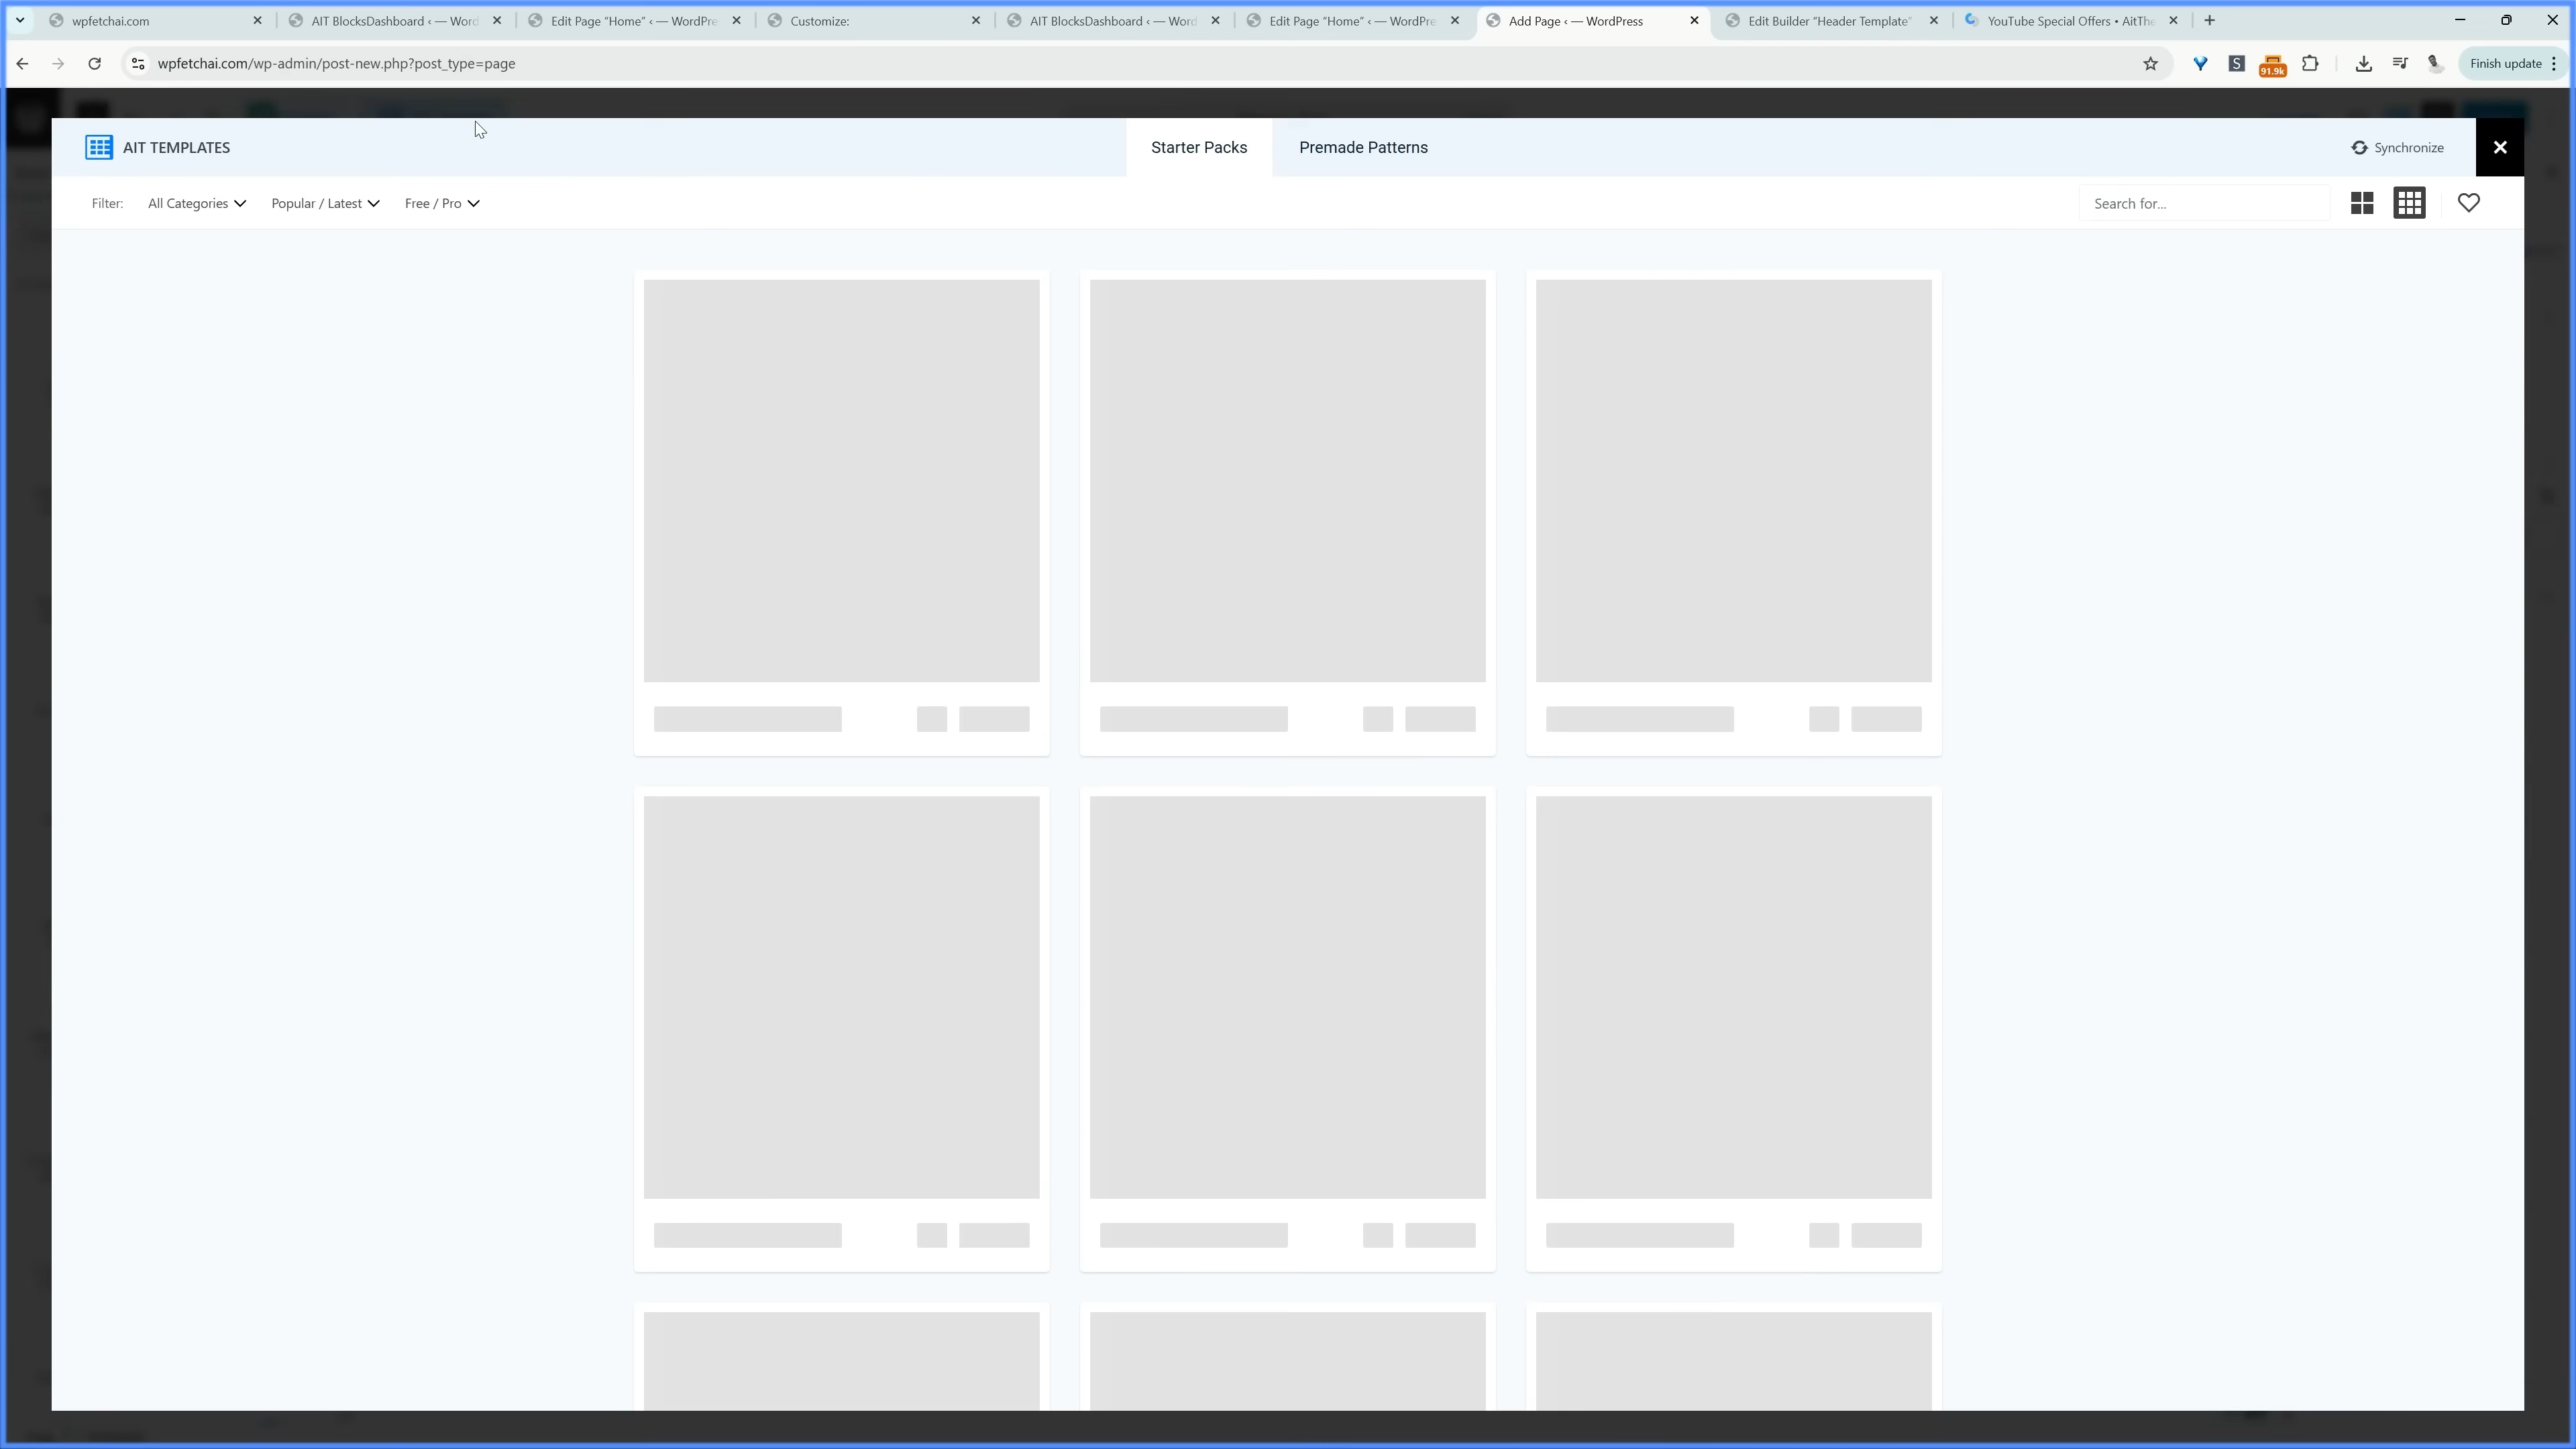 wpfetchai.com
AIT BlocksDashboard ‹ — Word
Edit Page “Home” ‹ — WordPre
Customize:
AIT BlocksDashboard ‹ — Word
Edit Page “Home” ‹ — WordPre
Add Page ‹ — WordPress
Edit Builder “Header Template”
YouTube Special Offers • AitThe
wpfetchai.com/wp-admin/post-new.php?post_type=page
S
91.9k
Finish update
AIT TEMPLATES
Starter Packs
Premade Patterns
Synchronize
Filter:
All Categories
Popular / Latest
Free / Pro
Search for...